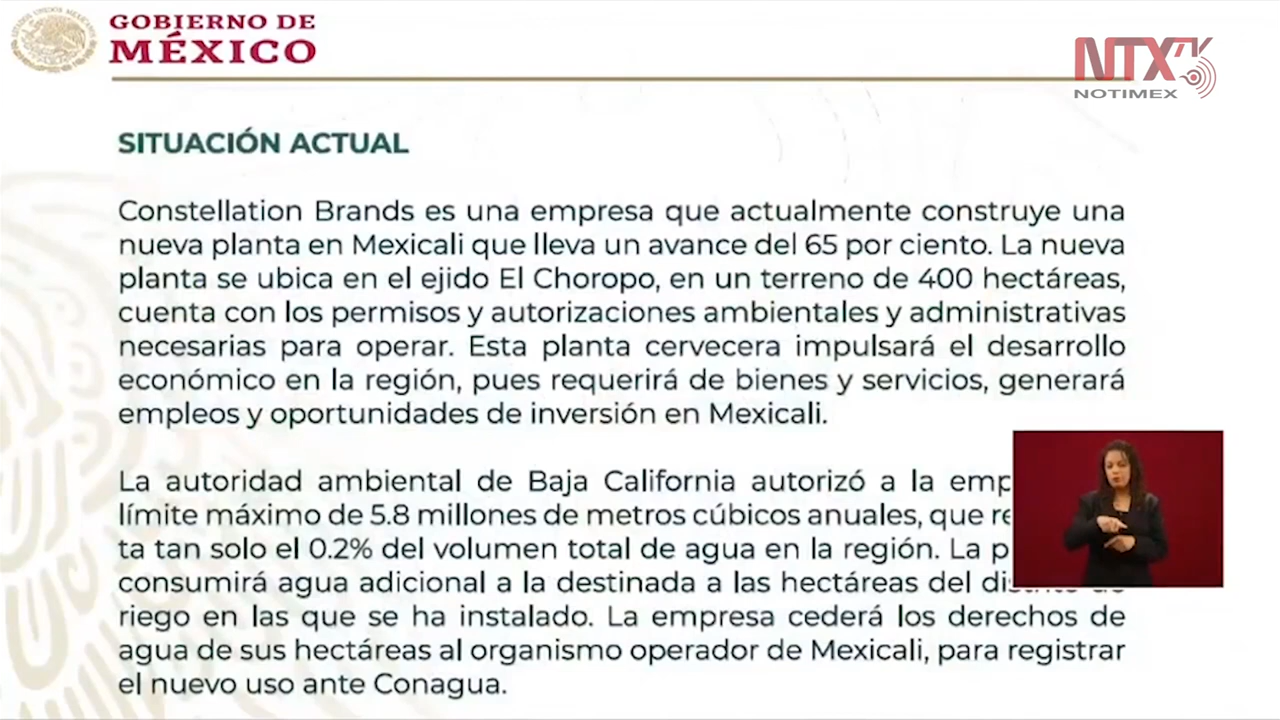 GOBIERNO DE
MÉXICO
NTX TV
NOTIMEX
SITUACIÓN ACTUAL
Constellation Brands es una empresa que actualmente construye una
nueva planta en Mexicali que lleva un avance del 65 por ciento. La nueva
planta se ubica en el ejido El Choropo, en un terreno de 400 hectáreas,
cuenta con los permisos y autorizaciones ambientales y administrativas
necesarias para operar. Esta planta cervecera impulsará el desarrollo
económico en la región, pues requerirá de bienes y servicios, generará
empleos y oportunidades de inversión en Mexicali.
La autoridad ambiental de Baja California autorizó a la
límite máximo de 5.8 millones de metros cúbicos anuales, que
ta tan solo el 0.2% del volumen total de agua en la región. La
consumirá agua adicional a la destinada a las hectáreas del
riego en las que se ha instalado. La empresa cederá los derechos de
agua de sus hectáreas al organismo operador de Mexicali, para registrar
el nuevo uso ante Conagua.